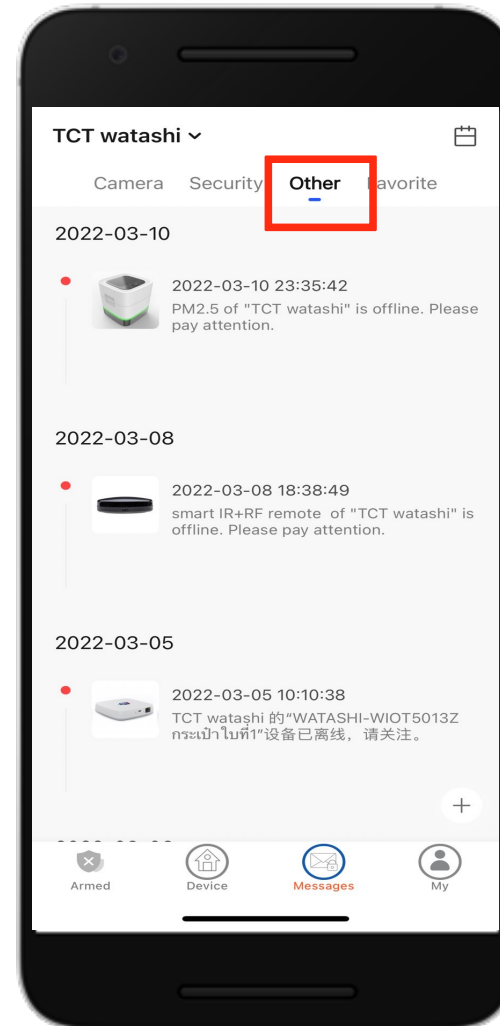 TCT watashi
Camera Security Other Favorite
2022-03-10
2022-03-10 23:35:42
PM2.5 of "TCT watashi" is offline. Please
pay attention.
2022-03-08
2022-03-08 18:38:49
smart IR+RF remote of "TCT watashi" is
offline. Please pay attention.
2022-03-05
2022-03-05 10:10:38
TCT watashi 的“WATASHI-WIOT5013Z
กระเป๋าใบที่1”设备已离线，请关注。
Armed Device Messages My